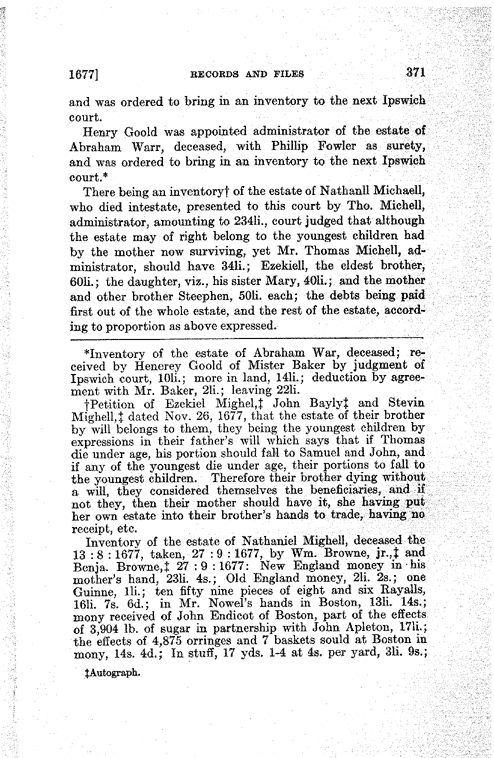 1677] RECORDS AND FILES 371
and was ordered to bring in an inventory to the next Ipswich
court.
Henry Goold was appointed administrator of the estate of
Abraham Warr, deceased, with Phillip Fowler as surety,
and was ordered to bring in an inventory to the next Ipswich
court.*
There being an inventory† of the estate of Nathanll Michaell,
who died intestate, presented to this court by Tho. Michell,
administrator, amounting to 234li., court judged that although
the estate may of right belong to the youngest children had
by the mother now surviving, yet Mr. Thomas Michell, ad-
ministrator, should have 34li.; Ezekiell, the eldest brother,
60li.; the daughter, viz., his sister Mary, 40li.; and the mother
and other brother Steephen, 50li. each; the debts being paid
first out of the whole estate, and the rest of the estate, accord-
ing to proportion as above expressed.
*Inventory of the estate of Abraham War, deceased; re-
ceived by Henerey Goold of Mister Baker by judgment of
Ipswich court, 10li.; more in land, 14li.; deduction by agree-
ment with Mr. Baker, 2li.; leaving 22li.
†Petition of Ezekiel Mighel,‡ John Bayly‡ and Stevin
Mighell,‡ dated Nov. 26, 1677, that the estate of their brother
by will belongs to them, they being the youngest children by
expressions in their father's will which says that if Thomas
die under age, his portion should fall to Samuel and John, and
if any of the youngest die under age, their portions to fall to
the youngest children. Therefore their brother dying without
a will, they considered themselves the beneficiaries, and if
not they, then their mother should have it, she having put
her own estate into their brother's hands to trade, having no
receipt, etc.
Inventory of the estate of Nathaniel Mighell, deceased the
13 : 8 : 1677, taken, 27 : 9 : 1677, by Wm. Browne, jr.,‡ and
Benja. Browne,‡ 27 : 9 : 1677: New England money in his
mother's hand, 23li. 4s.; Old England money, 2li. 2s.; one
Guinne, 1li.; ten fifty nine pieces of eight and six Rayalls,
16li. 7s. 6d.; in Mr. Nowel's hands in Boston, 13li. 14s.;
mony received of John Endicot of Boston, part of the effects
of 3,904 lb. of sugar in partnership with John Apleton, 17li.;
the effects of 4,875 orringes and 7 baskets sould at Boston in
mony, 14s. 4d.; In stuff, 17 yds. 1-4 at 4s. per yard, 3li. 9s.;
‡Autograph.